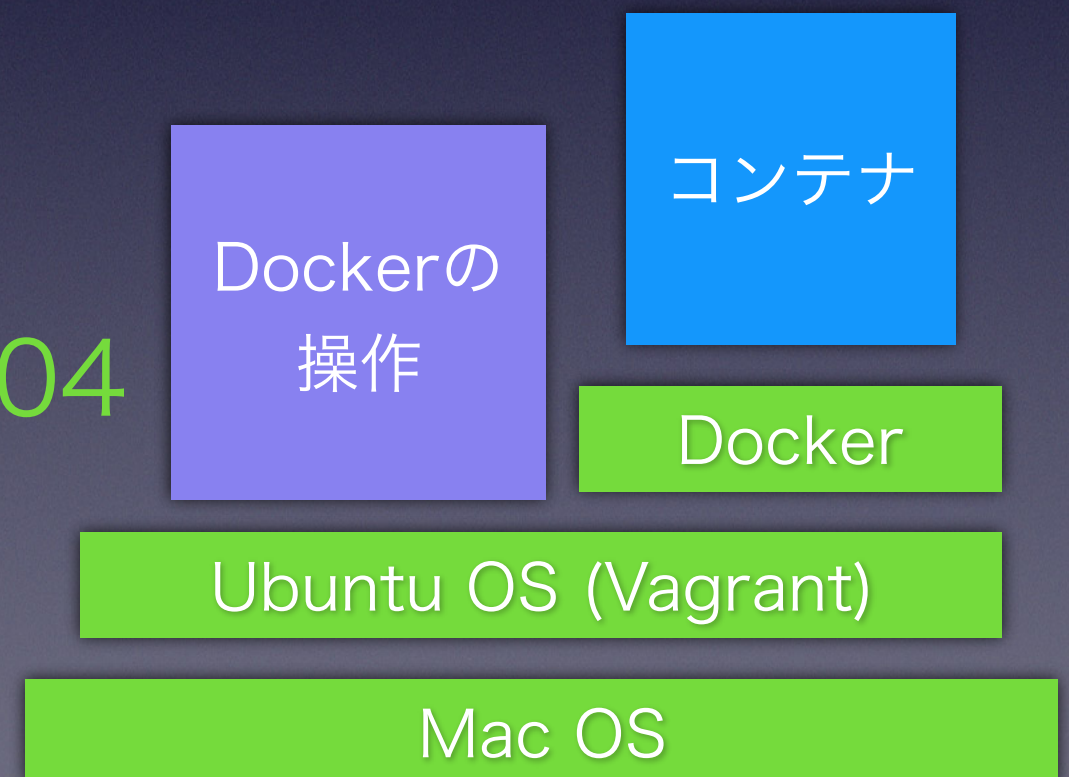 コンテナ
Dockerの
操作
04
Docker
Ubuntu OS (Vagrant)
Mac OS